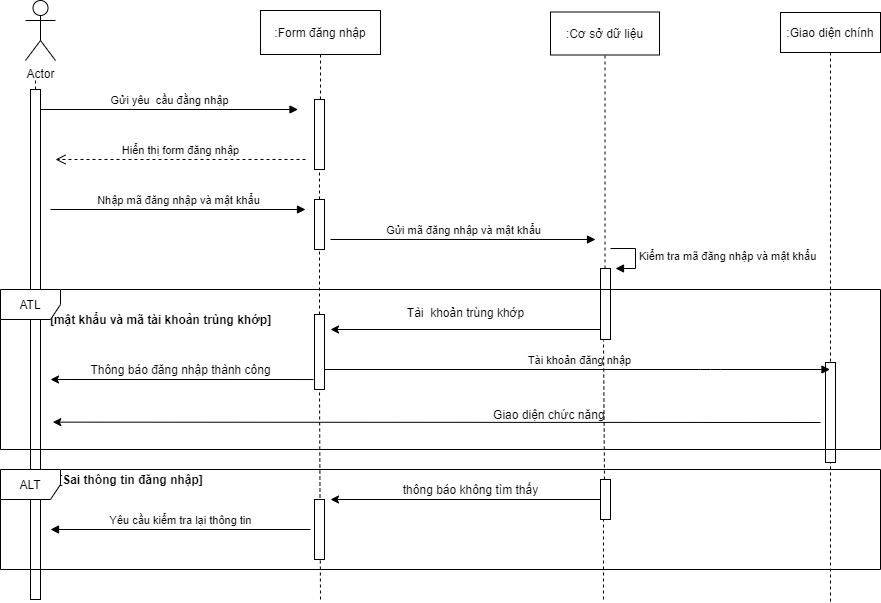 :Form đăng nhập
:Cơ sở dữ liệu
:Giao diện chính
Actor
Gửi yêu cầu đằng nhập
Hiển thị form đăng nhập
Nhập mã đăng nhập và mật khẩu
Gửi mã đăng nhập và mật khẩu
Kiểm tra mã đăng nhập và mật khẩu
ATL
[mật khẩu và mã tài khoản trùng khớp]
Tài khoản trùng khớp
Tài khoản đăng nhập
Thông báo đăng nhập thành công
Giao diện chức năng
ALT
[Sai thông tin đăng nhập]
thông báo không tìm thấy
Yêu cầu kiểm tra lại thông tin